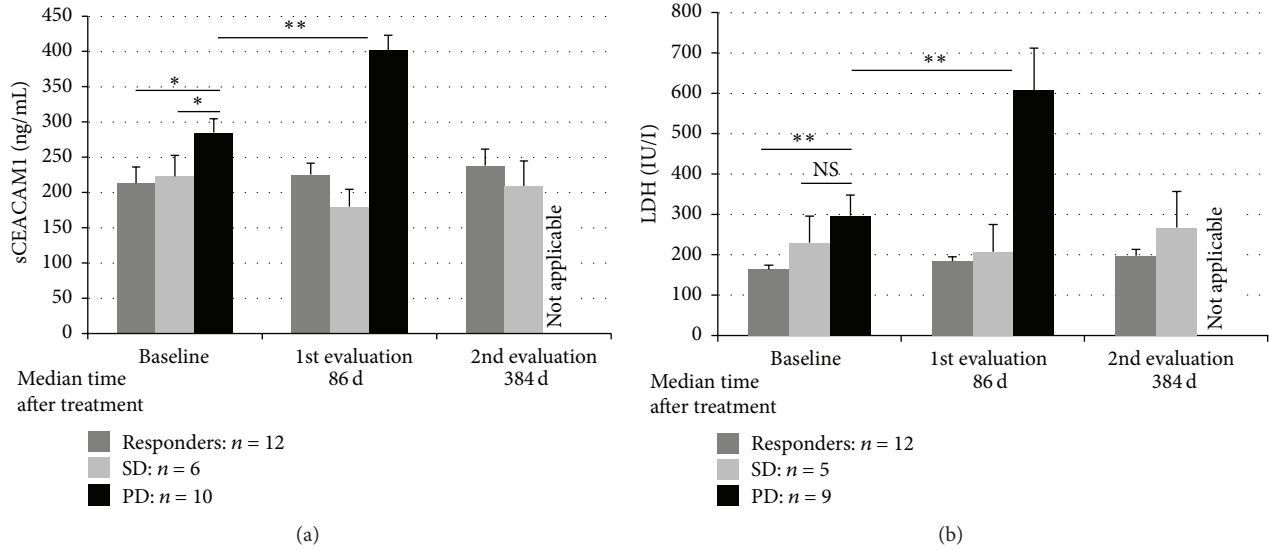 450
400
350
300
250
200
150
100
50
0
sCEACAM1 (ng/mL)
**
*
*
Not applicable
Baseline
1st evaluation
2nd evaluation
Median time
after treatment
86 d
384 d
Responders: n = 12
SD: n = 6
PD: n = 10
(a)
800
700
600
500
400
300
200
100
0
LDH (IU/I)
**
**
NS
Not applicable
Baseline
1st evaluation
2nd evaluation
Median time
after treatment
86 d
384 d
Responders: n = 12
SD: n = 5
PD: n = 9
(b)